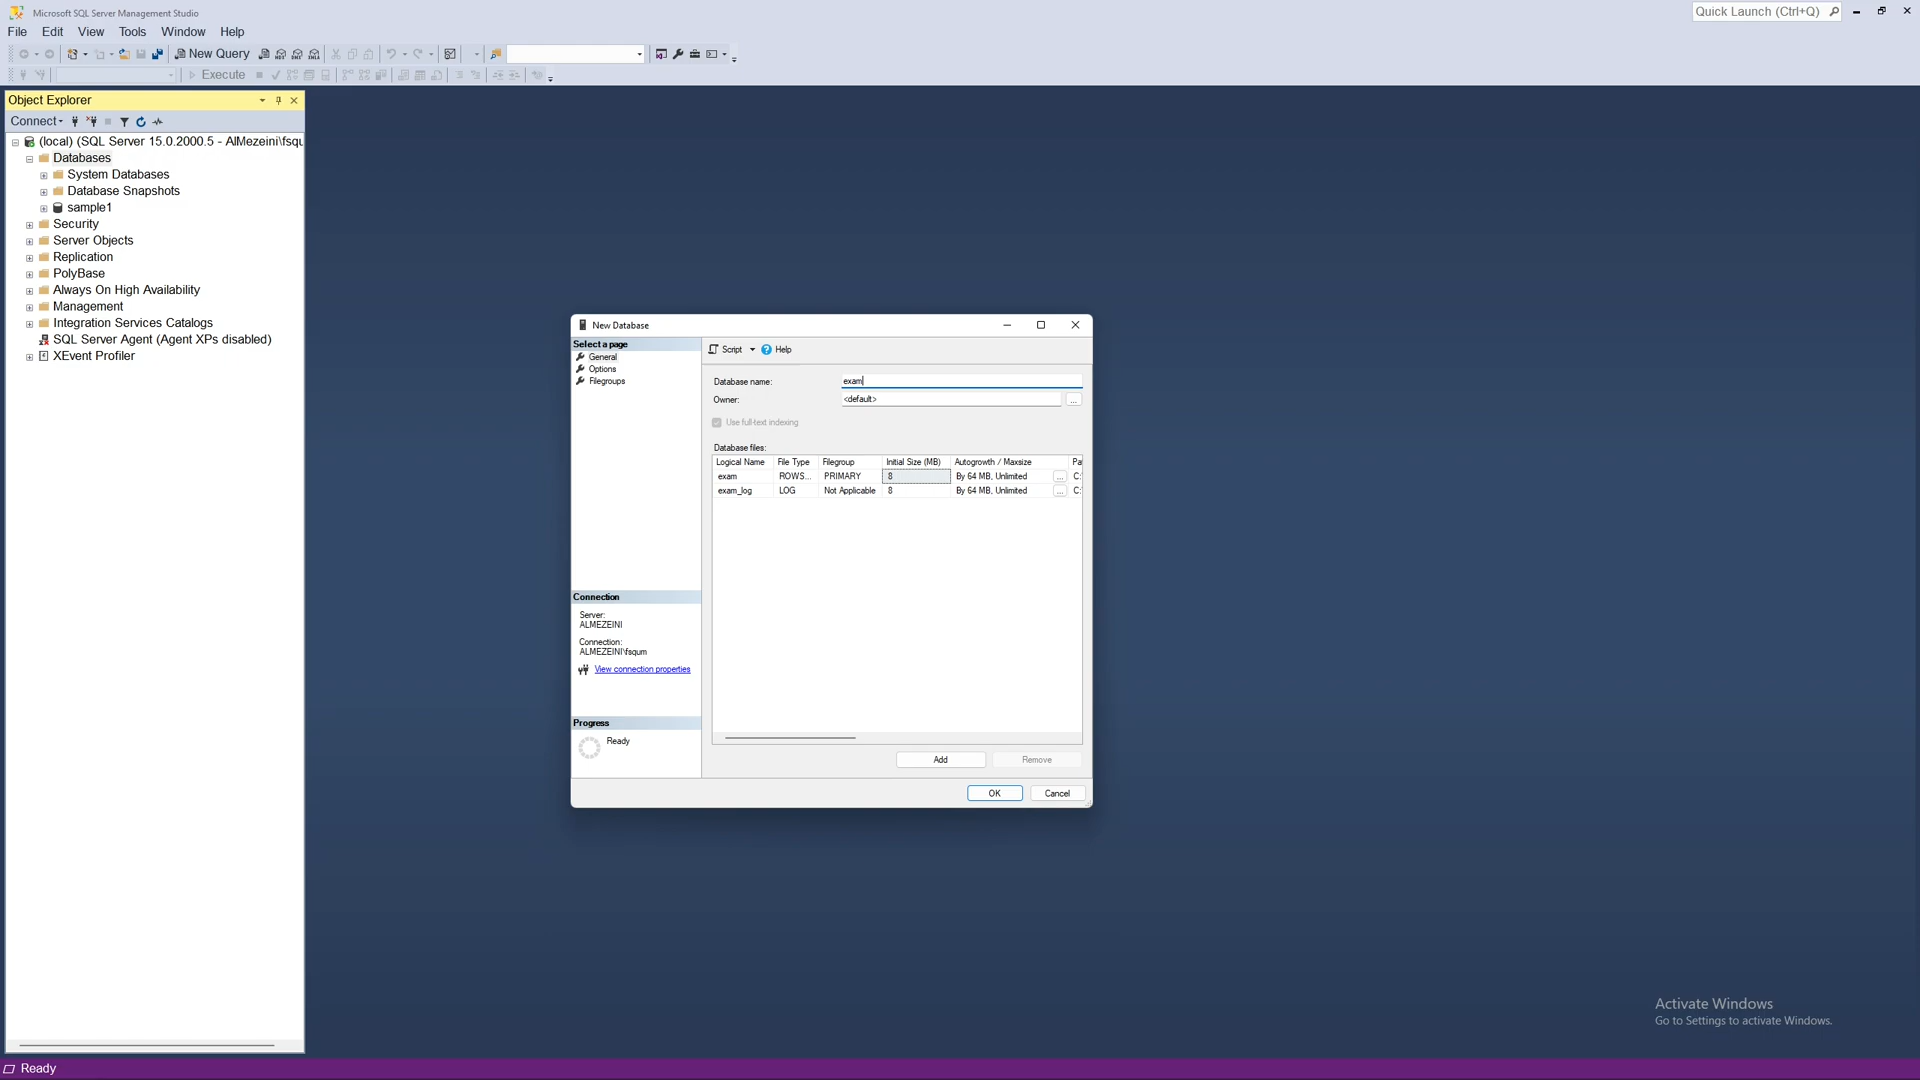 Microsoft SQL Server Management Studio
Quick Launch (Ctrl+Q)
File Edit View Tools Window Help
New Query
Execute
Object Explorer
Connect
(local) (SQL Server 15.0.2000.5 - AlMezeini\fsqu
Databases
System Databases
Database Snapshots
sample1
Security
Server Objects
Replication
PolyBase
Always On High Availability
Management
Integration Services Catalogs
SQL Server Agent (Agent XPs disabled)
XEvent Profiler
New Database
Select a page
General
Options
Filegroups
Script Help
Database name: exam
Owner: <default> ...
Use full-text indexing
Database files:
Logical Name File Type Filegroup Initial Size (MB) Autogrowth / Maxsize Pa
exam ROWS... PRIMARY 8 By 64 MB, Unlimited ... C:
exam_log LOG Not Applicable 8 By 64 MB, Unlimited ... C:
Connection
Server:
ALMEZEINI
Connection:
ALMEZEINI\fsqum
View connection properties
Progress
Ready
Add Remove
OK Cancel
Activate Windows
Go to Settings to activate Windows.
Ready